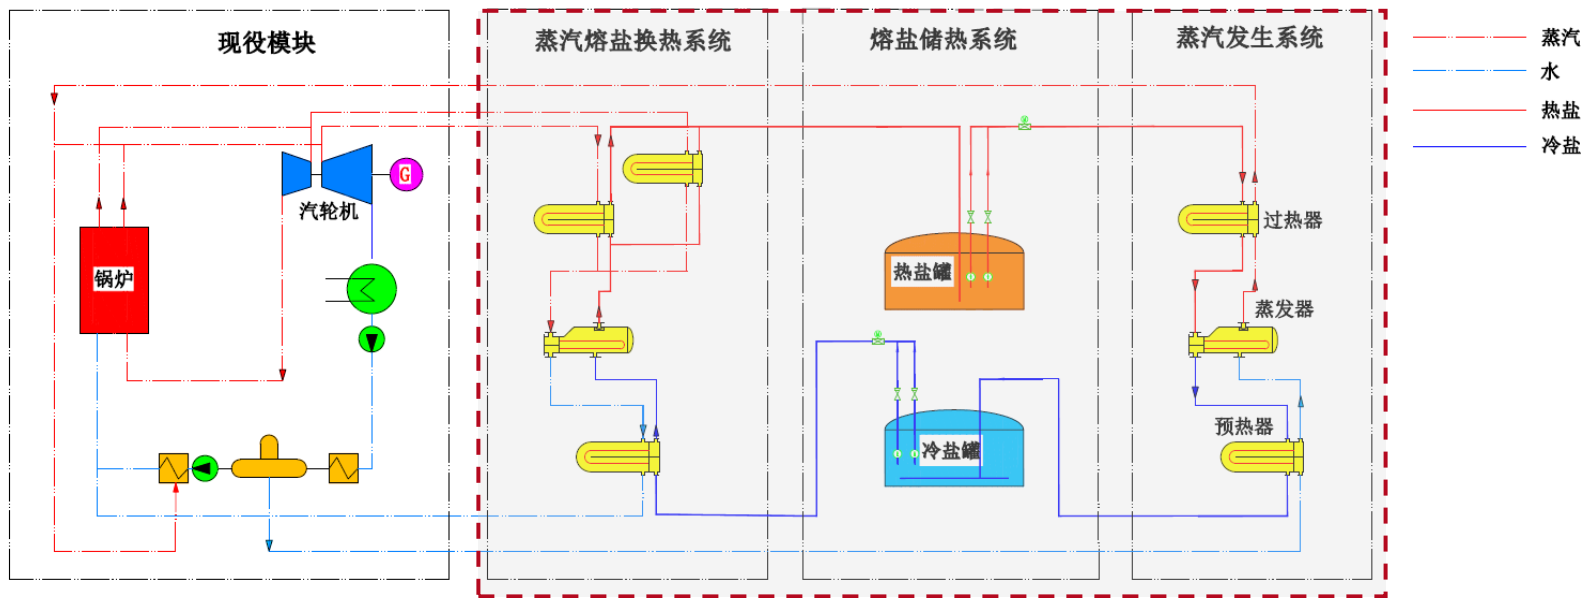 现役模块
蒸汽熔盐换热系统
熔盐储热系统
蒸汽发生系统
蒸汽
水
热盐
冷盐
G
汽轮机
锅炉
过热器
热盐罐
蒸发器
预热器
冷盐罐